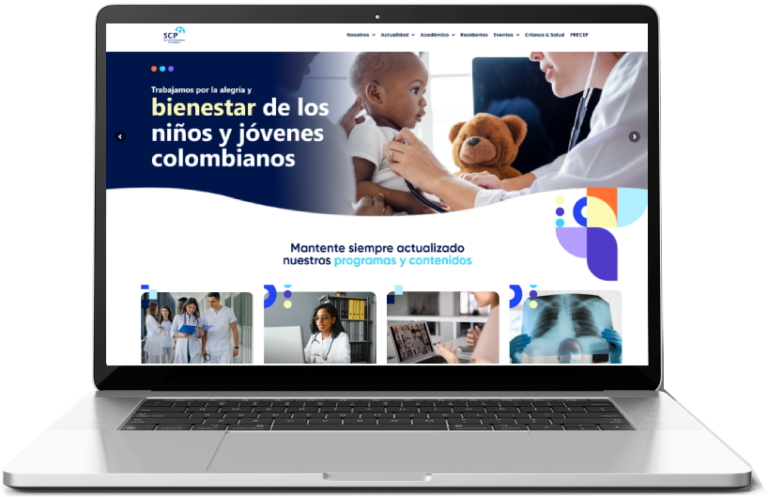 SCP
Nosotros Actualidad Académico Residentes Eventos Crianza & Salud PRECEP
Trabajamos por la alegría y
bienestar de los
niños y jóvenes
colombianos
Mantente siempre actualizado
nuestros programas y contenidos